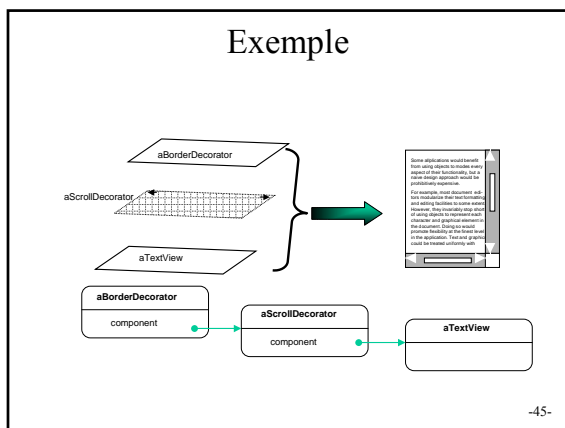 Exemple
aBorderDecorator
aScrollDecorator
aTextView
Some applications would benefit
from using objects to modes every
aspect of their functionality, but a
naive design approach would be
prohibitively expensive.
For example, most document edi-
tors modularize their text formatting
and editing facilities to some extent.
However, they invariably stop short
of using objects to represent each
character and graphical element in
the document. Doing so would
promote flexibility at the finest level
in the application. Text and graphics
could be treated uniformly with
aBorderDecorator
component
aScrollDecorator
component
aTextView
-45-